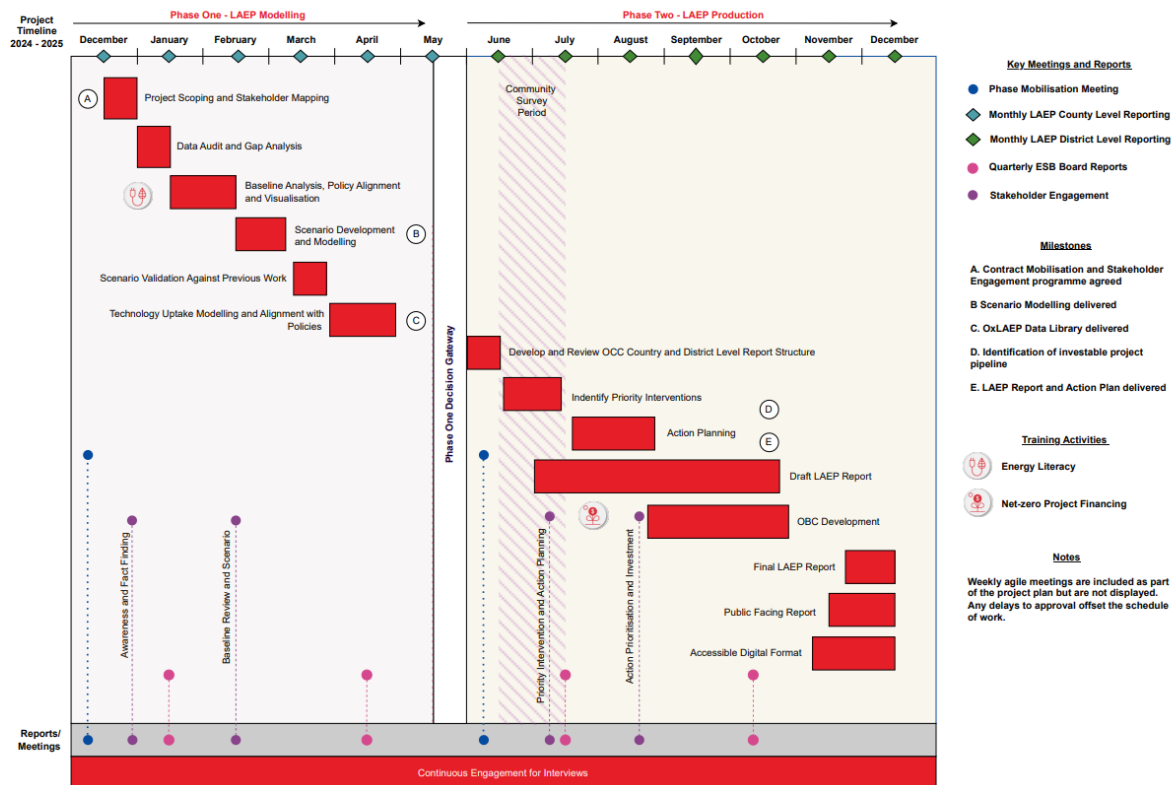 Project
Timeline
2024 - 2025
Phase One - LAEP Modelling
Phase Two - LAEP Production
December
January
February
March
April
May
June
July
August
September
October
November
December
Community
Survey
Period
A
Project Scoping and Stakeholder Mapping
Data Audit and Gap Analysis
Baseline Analysis, Policy Alignment
and Visualisation
Scenario Development
and Modelling
B
Scenario Validation Against Previous Work
Technology Uptake Modelling and Alignment with
Policies
C
Phase One Decision Gateway
Develop and Review OCC Country and District Level Report Structure
Indentify Priority Interventions
D
Action Planning
E
Draft LAEP Report
OBC Development
Final LAEP Report
Public Facing Report
Accessible Digital Format
Awareness and Fact Finding
Baseline Review and Scenario
Priority Intervention and Action Planning
Action Prioritisation and Investment
Reports/
Meetings
Continuous Engagement for Interviews
Key Meetings and Reports
Phase Mobilisation Meeting
Monthly LAEP County Level Reporting
Monthly LAEP District Level Reporting
Quarterly ESB Board Reports
Stakeholder Engagement
Milestones
A. Contract Mobilisation and Stakeholder
Engagement programme agreed
B Scenario Modelling delivered
C. OxLAEP Data Library delivered
D. Identification of investable project
pipeline
E. LAEP Report and Action Plan delivered
Training Activities
Energy Literacy
Net-zero Project Financing
Notes
Weekly agile meetings are included as part
of the project plan but are not displayed.
Any delays to approval offset the schedule
of work.